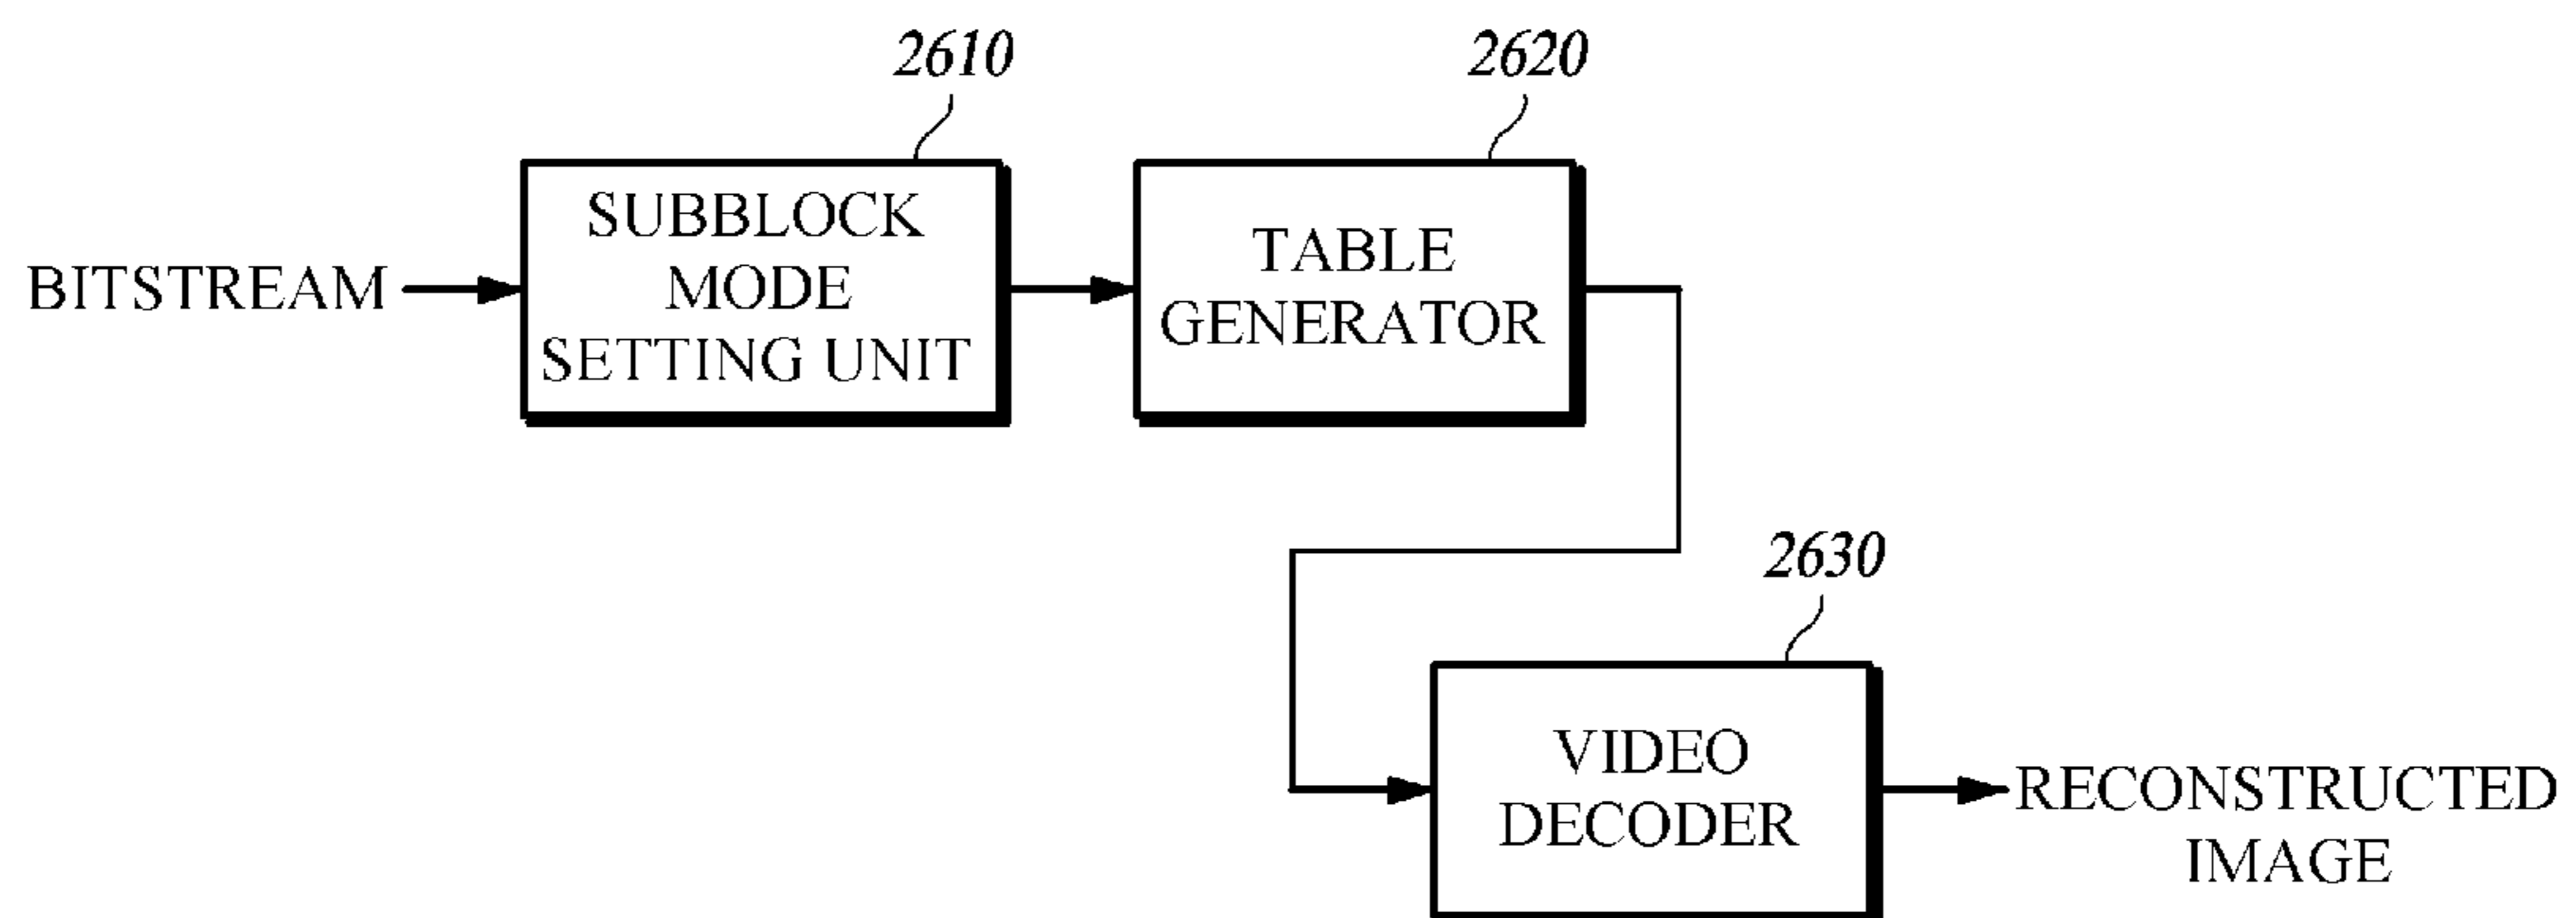 2610
2620
SUBBLOCK
MODE
SETTING UNIT
TABLE
GENERATOR
BITSTREAM
2630
VIDEO
DECODER
RECONSTRUCTED
IMAGE